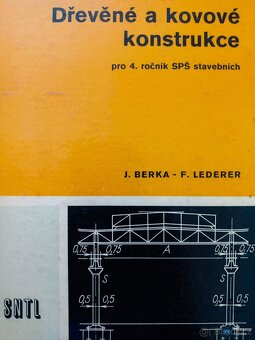 Dřevěné a kovové
konstrukce
pro 4. ročník SPŠ stavebních
J. BERKA - F. LEDERER
0,75 0,75 0,75 0,75
A
S S
0,5 0,5 0,5 0,5
SNTL